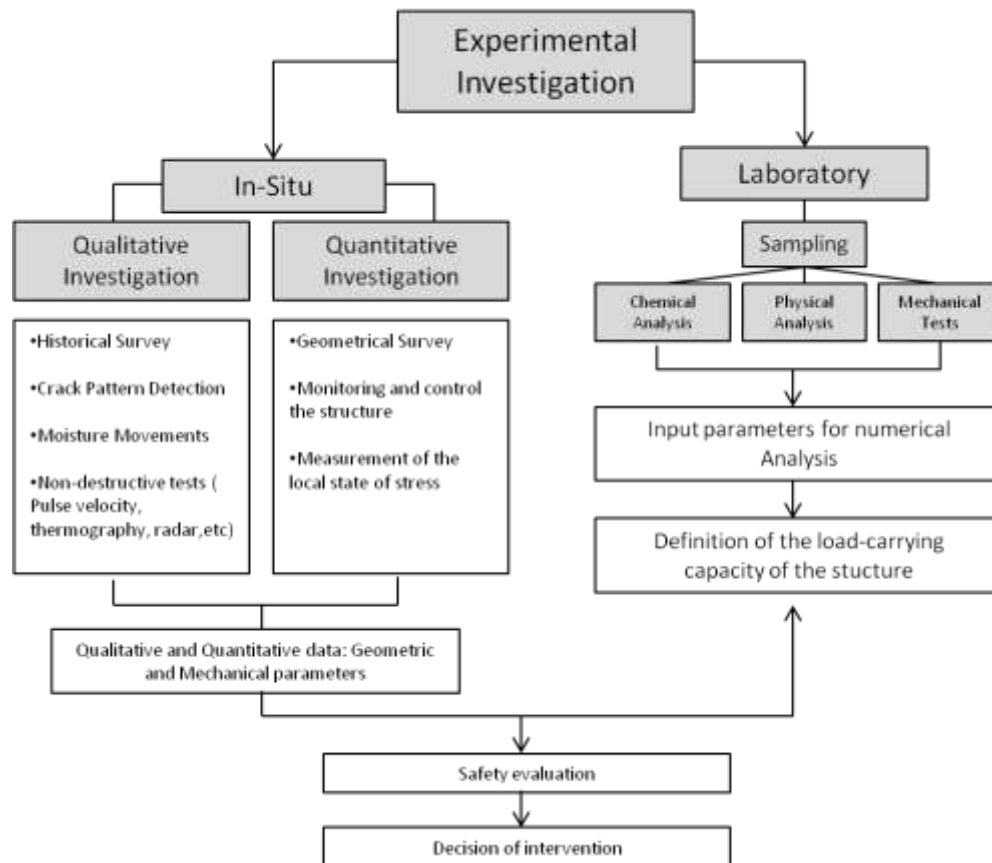 Experimental
Investigation
In-Situ
Laboratory
Qualitative
Investigation
Quantitative
Investigation
Sampling
Chemical
Analysis
Physical
Analysis
Mechanical
Tests
•Historical Survey
•Crack Pattern Detection
•Moisture Movements
•Non-destructive tests (
Pulse velocity,
thermography, radar,etc)
•Geometrical Survey
•Monitoring and control
the structure
•Measurement of the
local state of stress
Input parameters for numerical
Analysis
Definition of the load-carrying
capacity of the stucture
Qualitative and Quantitative data: Geometric
and Mechanical parameters
Safety evaluation
Decision of intervention